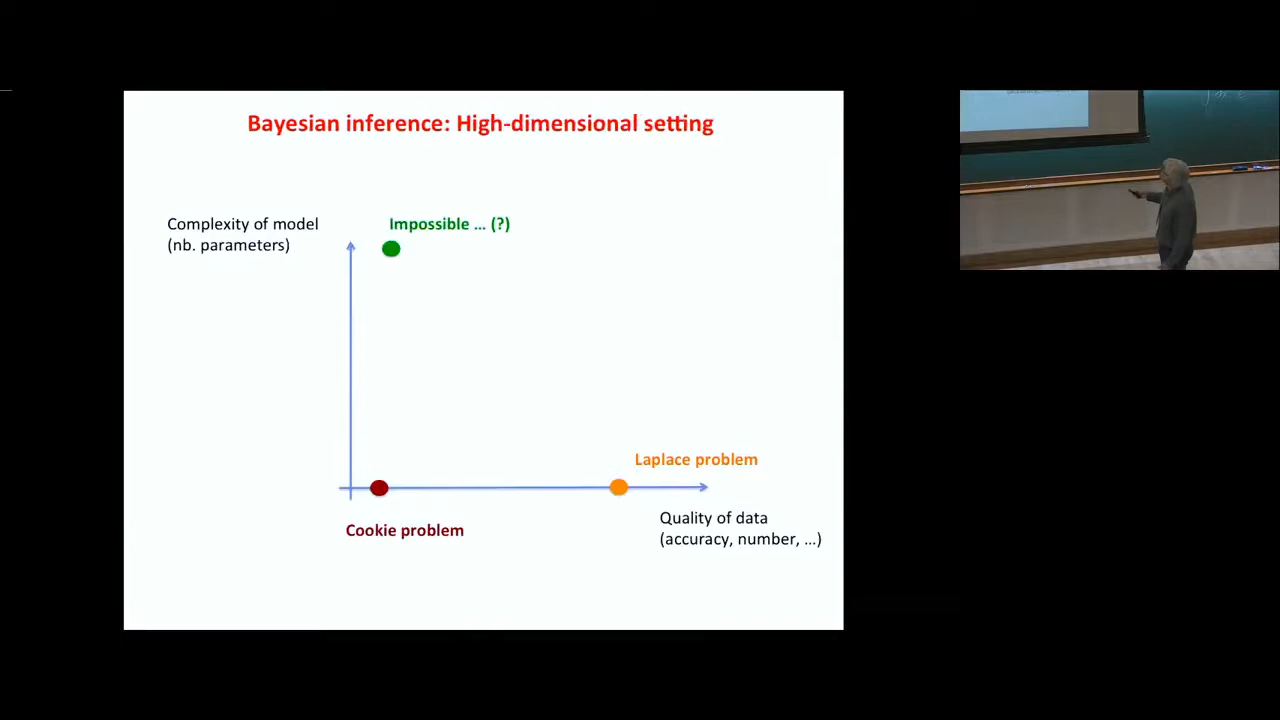 Bayesian inference: High-dimensional setting
Complexity of model
(nb. parameters)
Impossible ... (?)
Laplace problem
Cookie problem
Quality of data
(accuracy, number, ...)